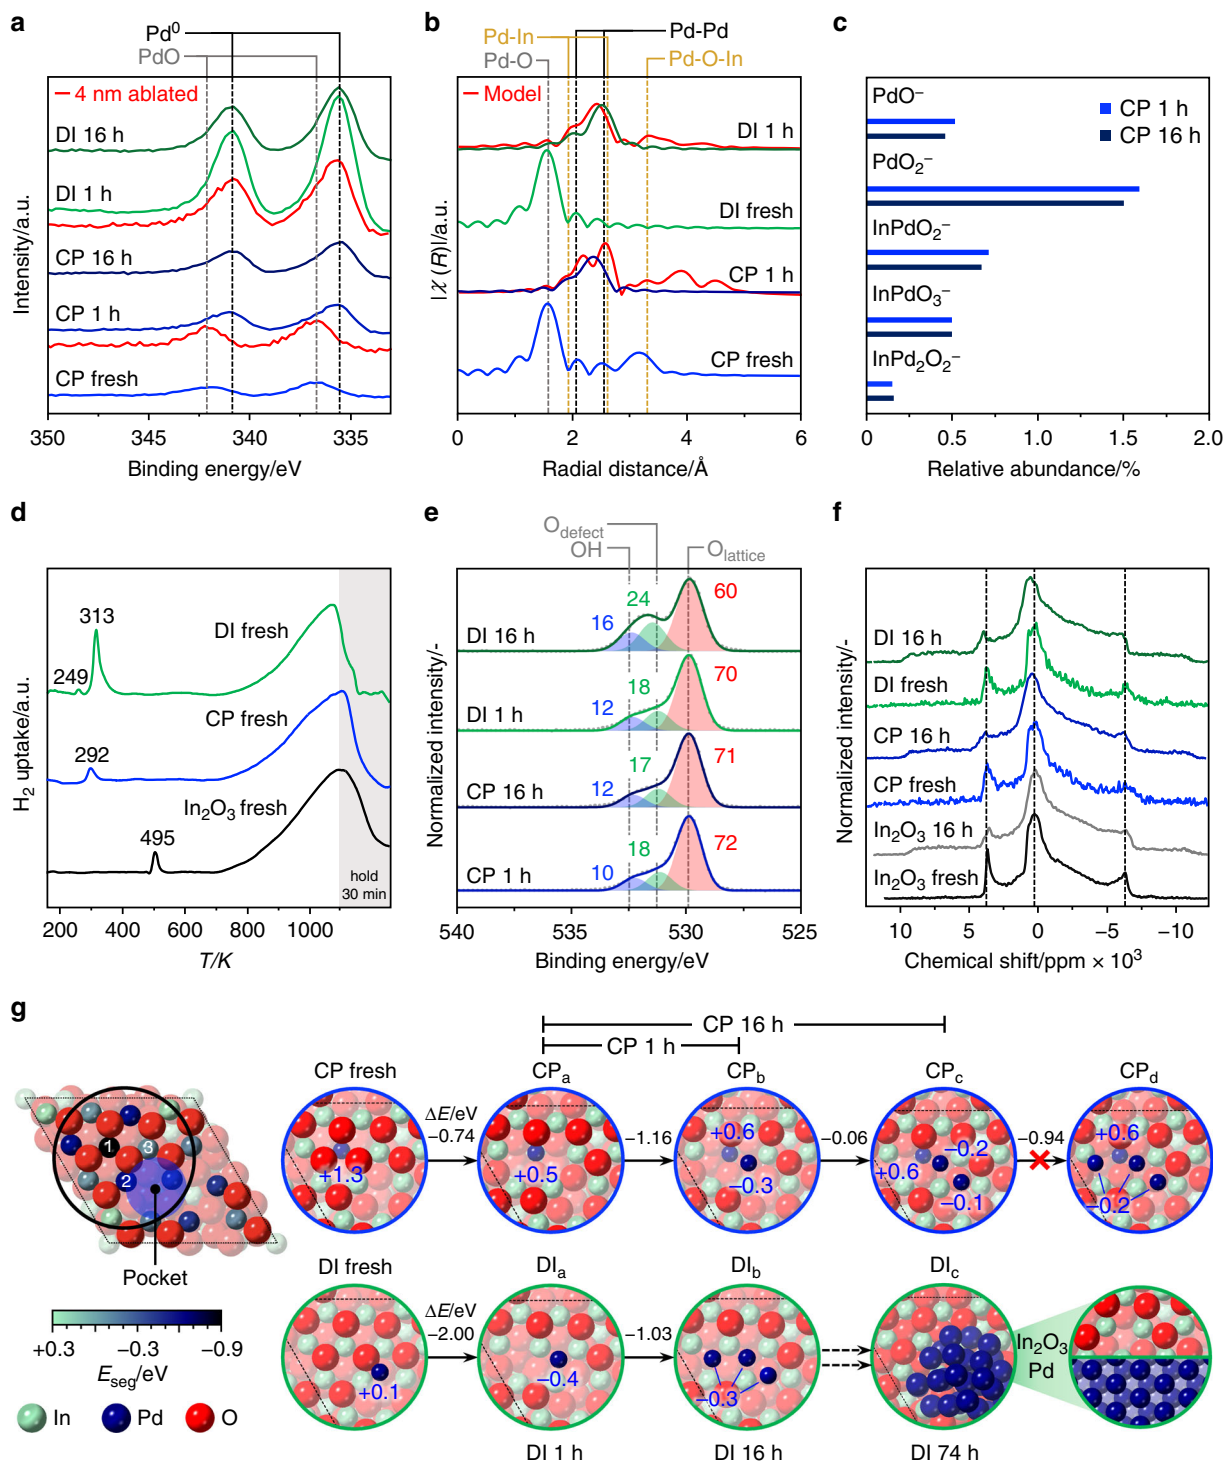 a
Pd⁰
PdO
4 nm ablated
DI 16 h
DI 1 h
CP 16 h
CP 1 h
CP fresh
Intensity/a.u.
350 345 340 335
Binding energy/eV
b
Pd-In
Pd-O
Pd-Pd
Pd-O-In
Model
DI 1 h
DI fresh
CP 1 h
CP fresh
|χ(R)|/a.u.
0 2 4 6
Radial distance/Å
c
PdO⁻
CP 1 h
CP 16 h
PdO₂⁻
InPdO₂⁻
InPdO₃⁻
InPd₂O₂⁻
0 0.5 1.0 1.5 2.0
Relative abundance/%
d
313
249
DI fresh
CP fresh
292
In₂O₃ fresh
495
hold
30 min
H₂ uptake/a.u.
200 400 600 800 1000
T/K
e
O_defect
OH
O_lattice
24
60
16
DI 16 h
18
70
12
DI 1 h
17
71
12
CP 16 h
18
72
10
CP 1 h
Normalized intensity/-
540 535 530 525
Binding energy/eV
f
DI 16 h
DI fresh
CP 16 h
CP fresh
In₂O₃ 16 h
In₂O₃ fresh
Normalized intensity/-
10 5 0 −5 −10
Chemical shift/ppm × 10³
g
CP 16 h
CP 1 h
CP fresh
CPₐ
CP_b
CP_c
CP_d
1
3
2
Pocket
ΔE/eV
−0.74
−1.16
−0.06
−0.94
+1.3
+0.5
+0.6
−0.3
−0.2
+0.6
−0.1
+0.6
−0.2
DI fresh
DIₐ
DI_b
DI_c
ΔE/eV
−2.00
−1.03
+0.1
−0.4
−0.3
In₂O₃
Pd
+0.3 −0.3 −0.9
E_seg/eV
In Pd O
DI 1 h
DI 16 h
DI 74 h